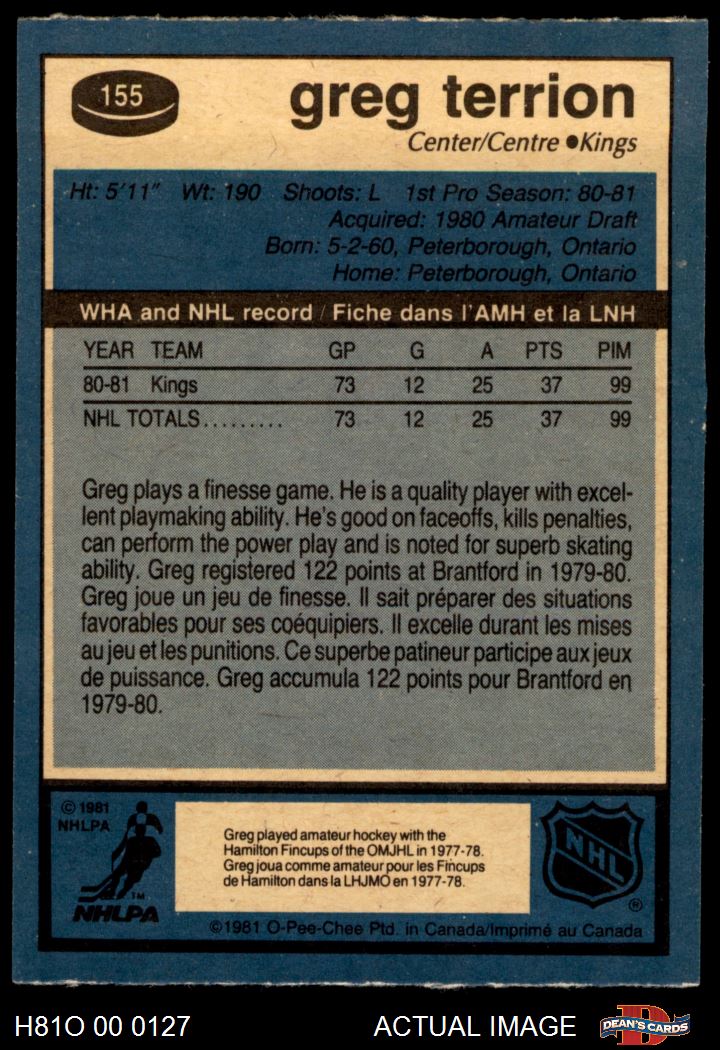 155
greg terrion
Center/Centre ●Kings
Ht: 5'11" Wt: 190 Shoots: L 1st Pro Season: 80-81
Acquired: 1980 Amateur Draft
Born: 5-2-60, Peterborough, Ontario
Home: Peterborough, Ontario
WHA and NHL record / Fiche dans l'AMH et la LNH
YEAR TEAM GP G A PTS PIM
80-81 Kings 73 12 25 37 99
NHL TOTALS......... 73 12 25 37 99
Greg plays a finesse game. He is a quality player with excel-
lent playmaking ability. He's good on faceoffs, kills penalties,
can perform the power play and is noted for superb skating
ability. Greg registered 122 points at Brantford in 1979-80.
Greg joue un jeu de finesse. Il sait préparer des situations
favorables pour ses coéquipiers. Il excelle durant les mises
au jeu et les punitions. Ce superbe patineur participe aux jeux
de puissance. Greg accumula 122 points pour Brantford en
1979-80.
© 1981
NHLPA
TM
NHLPA
Greg played amateur hockey with the
Hamilton Fincups of the OMJHL in 1977-78.
Greg joua comme amateur pour les Fincups
de Hamilton dans la LHJMO en 1977-78.
NHL
®
©1981 O-Pee-Chee Ptd. in Canada/Imprimé au Canada
H81O 00 0127
ACTUAL IMAGE
D
DEAN'S CARDS